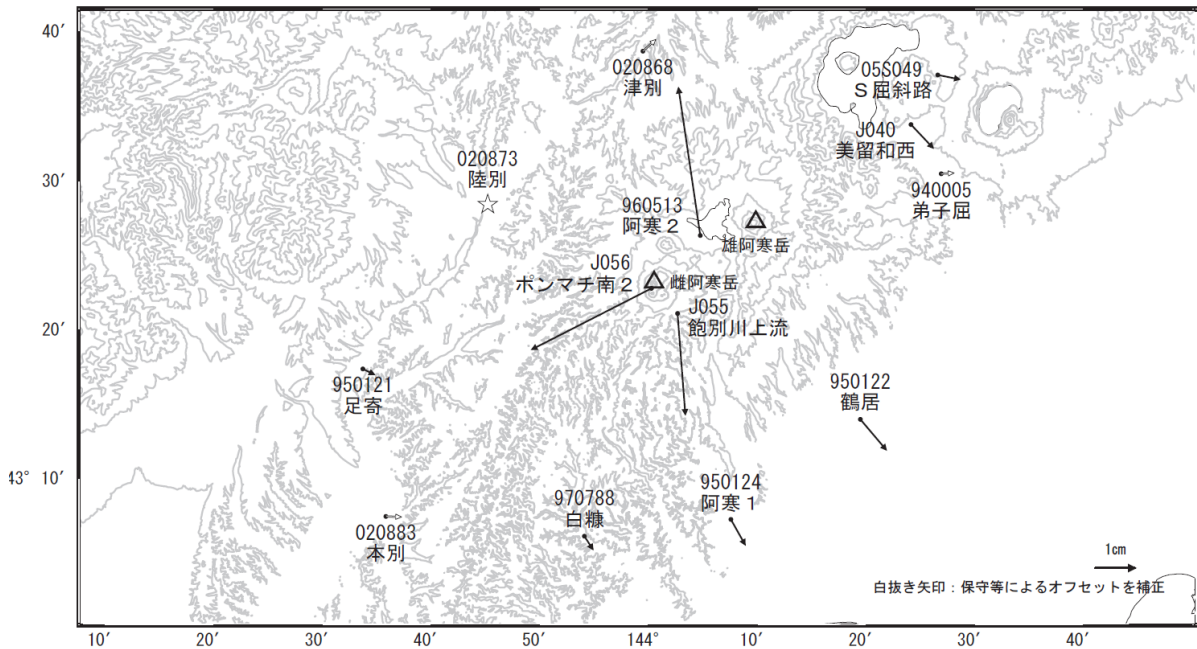 40′
020868
津別
05S049
S屈斜路
J040
美留和西
30′
020873
陸別
940005
弟子屈
960513
阿寒2
雄阿寒岳
J056
ポンマチ南2
雌阿寒岳
J055
飽別川上流
20′
950121
足寄
950122
鶴居
43° 10′
970788
白糠
950124
阿寒1
020883
本別
1cm
白抜き矢印:保守等によるオフセットを補正
10′ 20′ 30′ 40′ 50′ 144° 10′ 20′ 30′ 40′